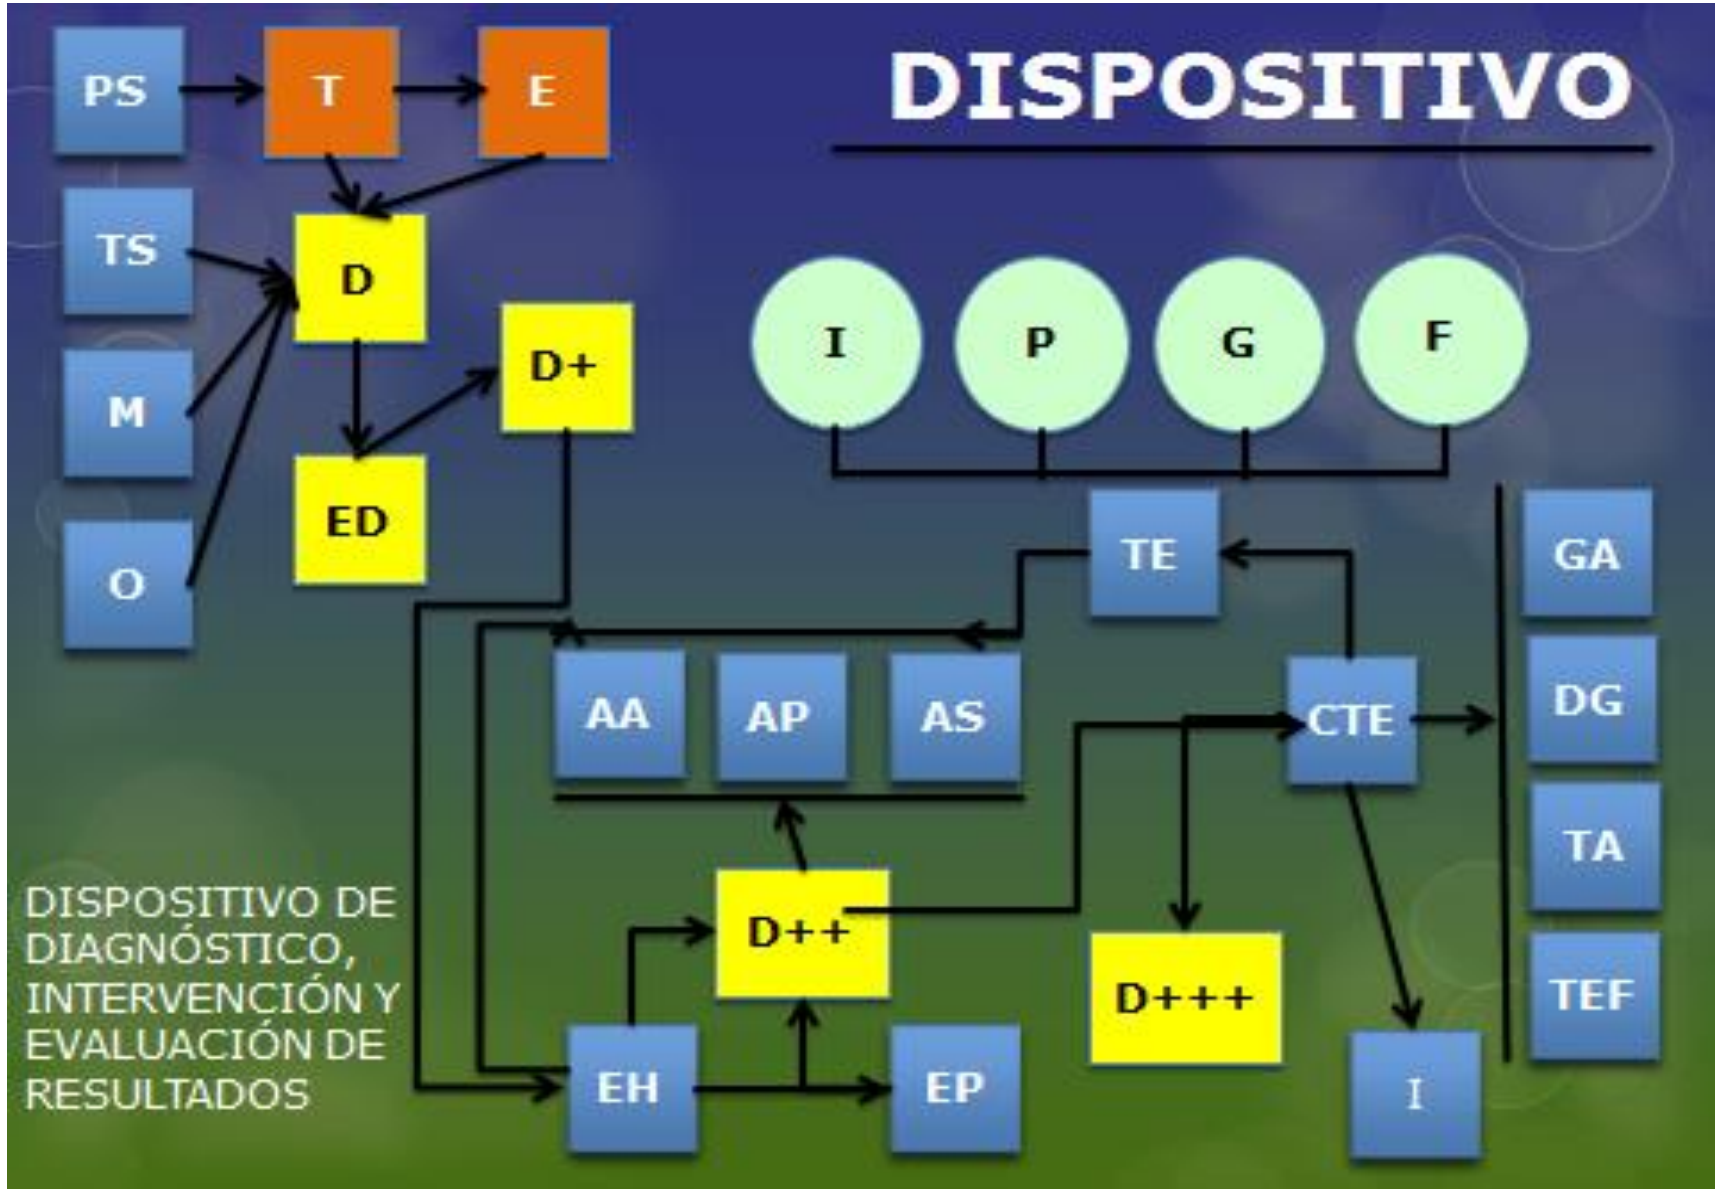 PS
T
E
DISPOSITIVO
TS
D
D+
I
P
G
F
M
ED
O
TE
GA
AA
AP
AS
CTE
DG
TA
DISPOSITIVO DE
DIAGNÓSTICO,
INTERVENCIÓN Y
EVALUACIÓN DE
RESULTADOS
D++
D+++
TEF
EH
EP
I